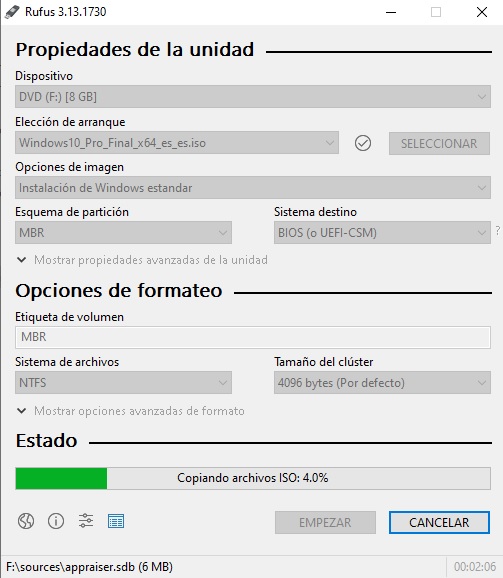 Rufus 3.13.1730
Propiedades de la unidad
Dispositivo
DVD (F:) [8 GB]
Elección de arranque
Windows10_Pro_Final_x64_es_es.iso
SELECCIONAR
Opciones de imagen
Instalación de Windows estandar
Esquema de partición Sistema destino
MBR BIOS (o UEFI-CSM) ?
Mostrar propiedades avanzadas de la unidad
Opciones de formateo
Etiqueta de volumen
MBR
Sistema de archivos Tamaño del clúster
NTFS 4096 bytes (Por defecto)
Mostrar opciones avanzadas de formato
Estado
Copiando archivos ISO: 4.0%
EMPEZAR CANCELAR
F:\sources\appraiser.sdb (6 MB) 00:02:06